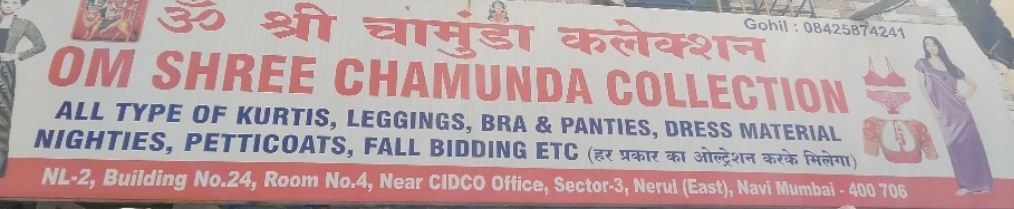 Gohil : 08425874241
ॐ श्री चामुंडा कलेक्शन
OM SHREE CHAMUNDA COLLECTION
ALL TYPE OF KURTIS, LEGGINGS, BRA & PANTIES, DRESS MATERIAL
NIGHTIES, PETTICOATS, FALL BIDDING ETC (हर प्रकार का ओल्ट्रेशन करके मिलेगा)
NL-2, Building No.24, Room No.4, Near CIDCO Office, Sector-3, Nerul (East), Navi Mumbai - 400 706